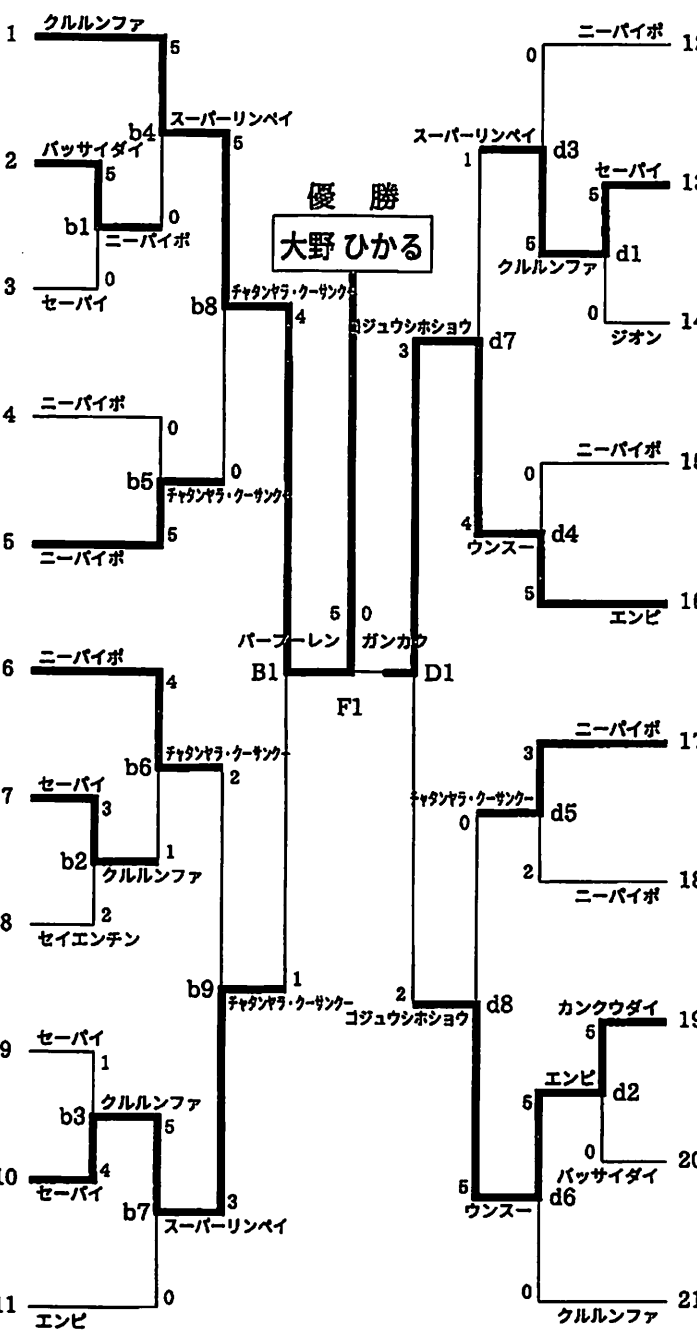 1
クルルンファ
5
b4
スーパーリンペイ
5
2
バッサイダイ
5
b1
ニーパイポ
0
3
セーパイ
0
b8
チャタンヤラ・クーサンクー
4
4
ニーパイポ
0
b5
チャタンヤラ・クーサンクー
0
5
ニーパイポ
5
6
ニーパイポ
4
b6
チャタンヤラ・クーサンクー
2
7
セーパイ
3
b2
クルルンファ
1
8
セイエンチン
2
b9
チャタンヤラ・クーサンクー
1
9
セーパイ
1
b3
クルルンファ
5
10
セーパイ
4
b7
スーパーリンペイ
3
11
エンピ
0
優 勝
大野 ひかる
5 0
パープーレン ガンカク
B1 F1 D1
ニーパイポ
12
0
スーパーリンペイ
1
d3
セーパイ
13
5
クルルンファ
5
d1
ジオン
14
0
ゴジュウシホショウ
3
d7
ニーパイポ
15
0
ウンスー
4
d4
エンピ
16
5
ニーパイポ
17
3
チャタンヤラ・クーサンクー
0
d5
ニーパイポ
18
2
ゴジュウシホショウ
2
d8
カンクウダイ
19
5
エンピ
5
d2
バッサイダイ
20
0
ウンスー
5
d6
クルルンファ
21
0